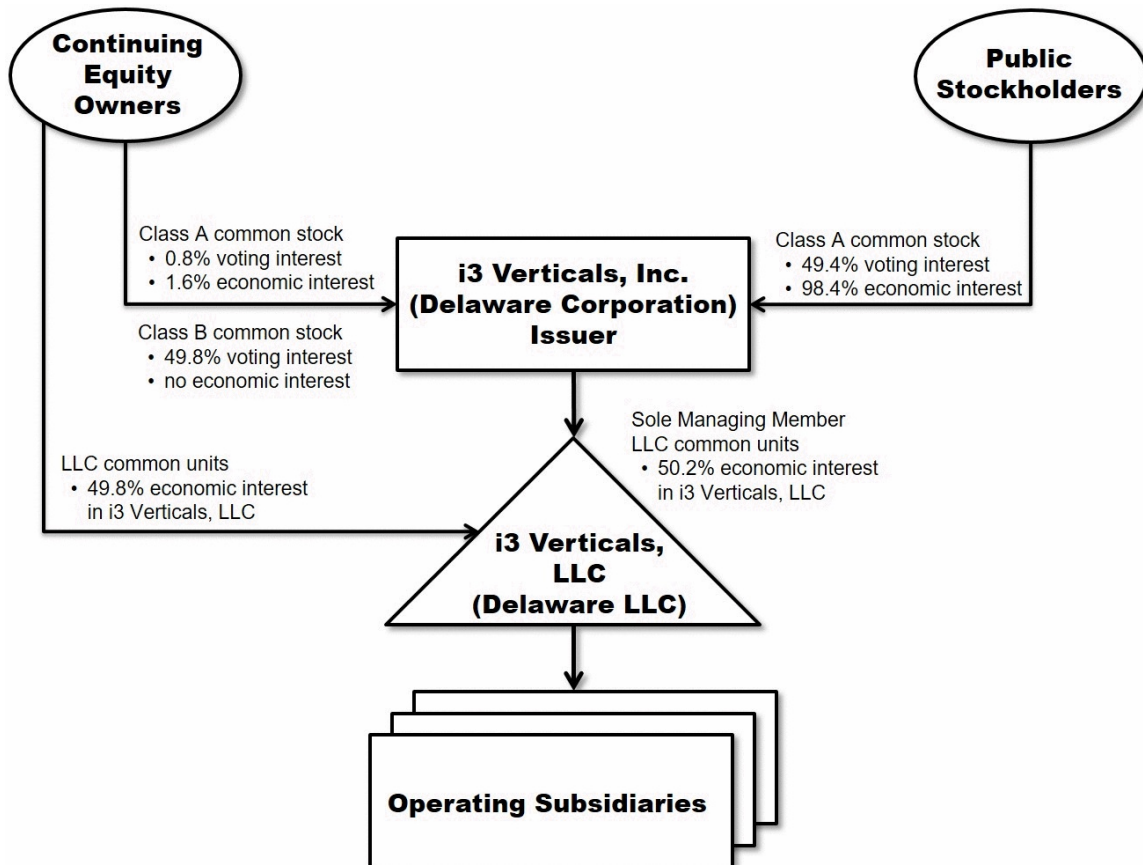 Continuing
Equity
Owners
Public
Stockholders
Class A common stock
• 0.8% voting interest
• 1.6% economic interest
Class B common stock
• 49.8% voting interest
• no economic interest
i3 Verticals, Inc.
(Delaware Corporation)
Issuer
Class A common stock
• 49.4% voting interest
• 98.4% economic interest
LLC common units
• 49.8% economic interest
in i3 Verticals, LLC
Sole Managing Member
LLC common units
• 50.2% economic interest
in i3 Verticals, LLC
i3 Verticals,
LLC
(Delaware LLC)
Operating Subsidiaries